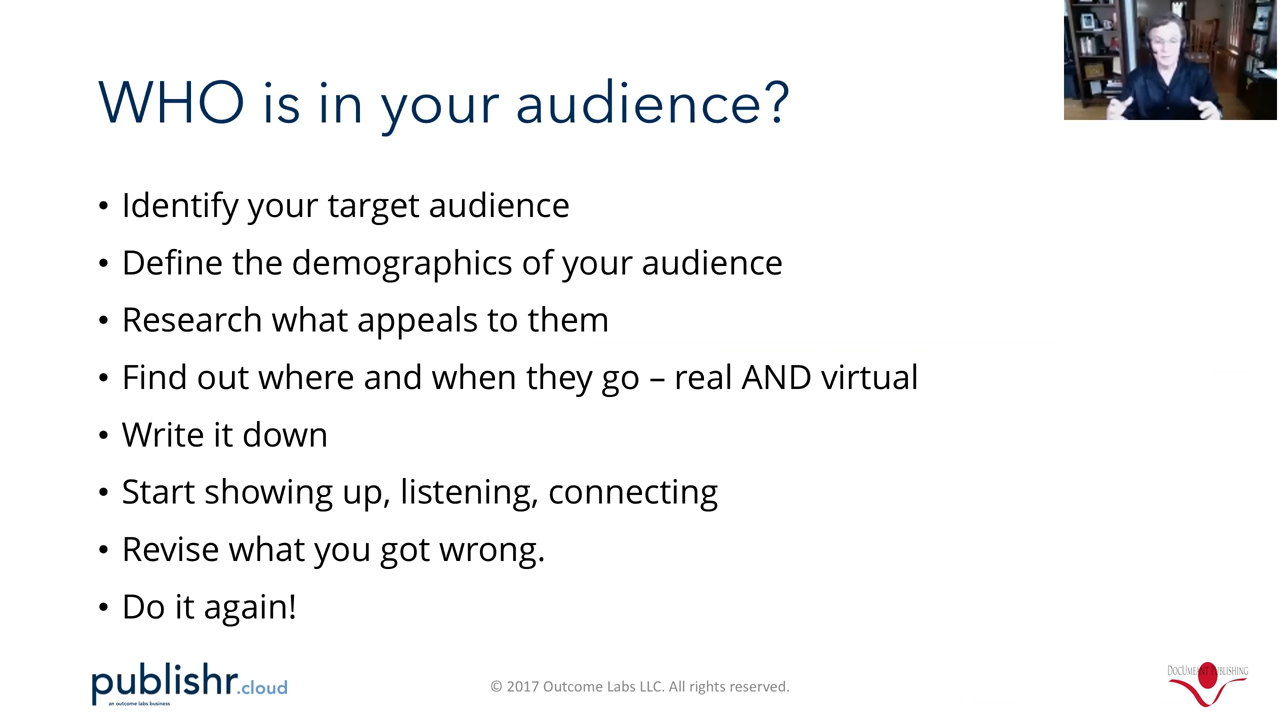 WHO is in your audience?
• Identify your target audience
• Define the demographics of your audience
• Research what appeals to them
• Find out where and when they go – real AND virtual
• Write it down
• Start showing up, listening, connecting
• Revise what you got wrong.
• Do it again!
publishr.cloud
an outcome labs business
© 2017 Outcome Labs LLC. All rights reserved.
DOCUMEANT PUBLISHING